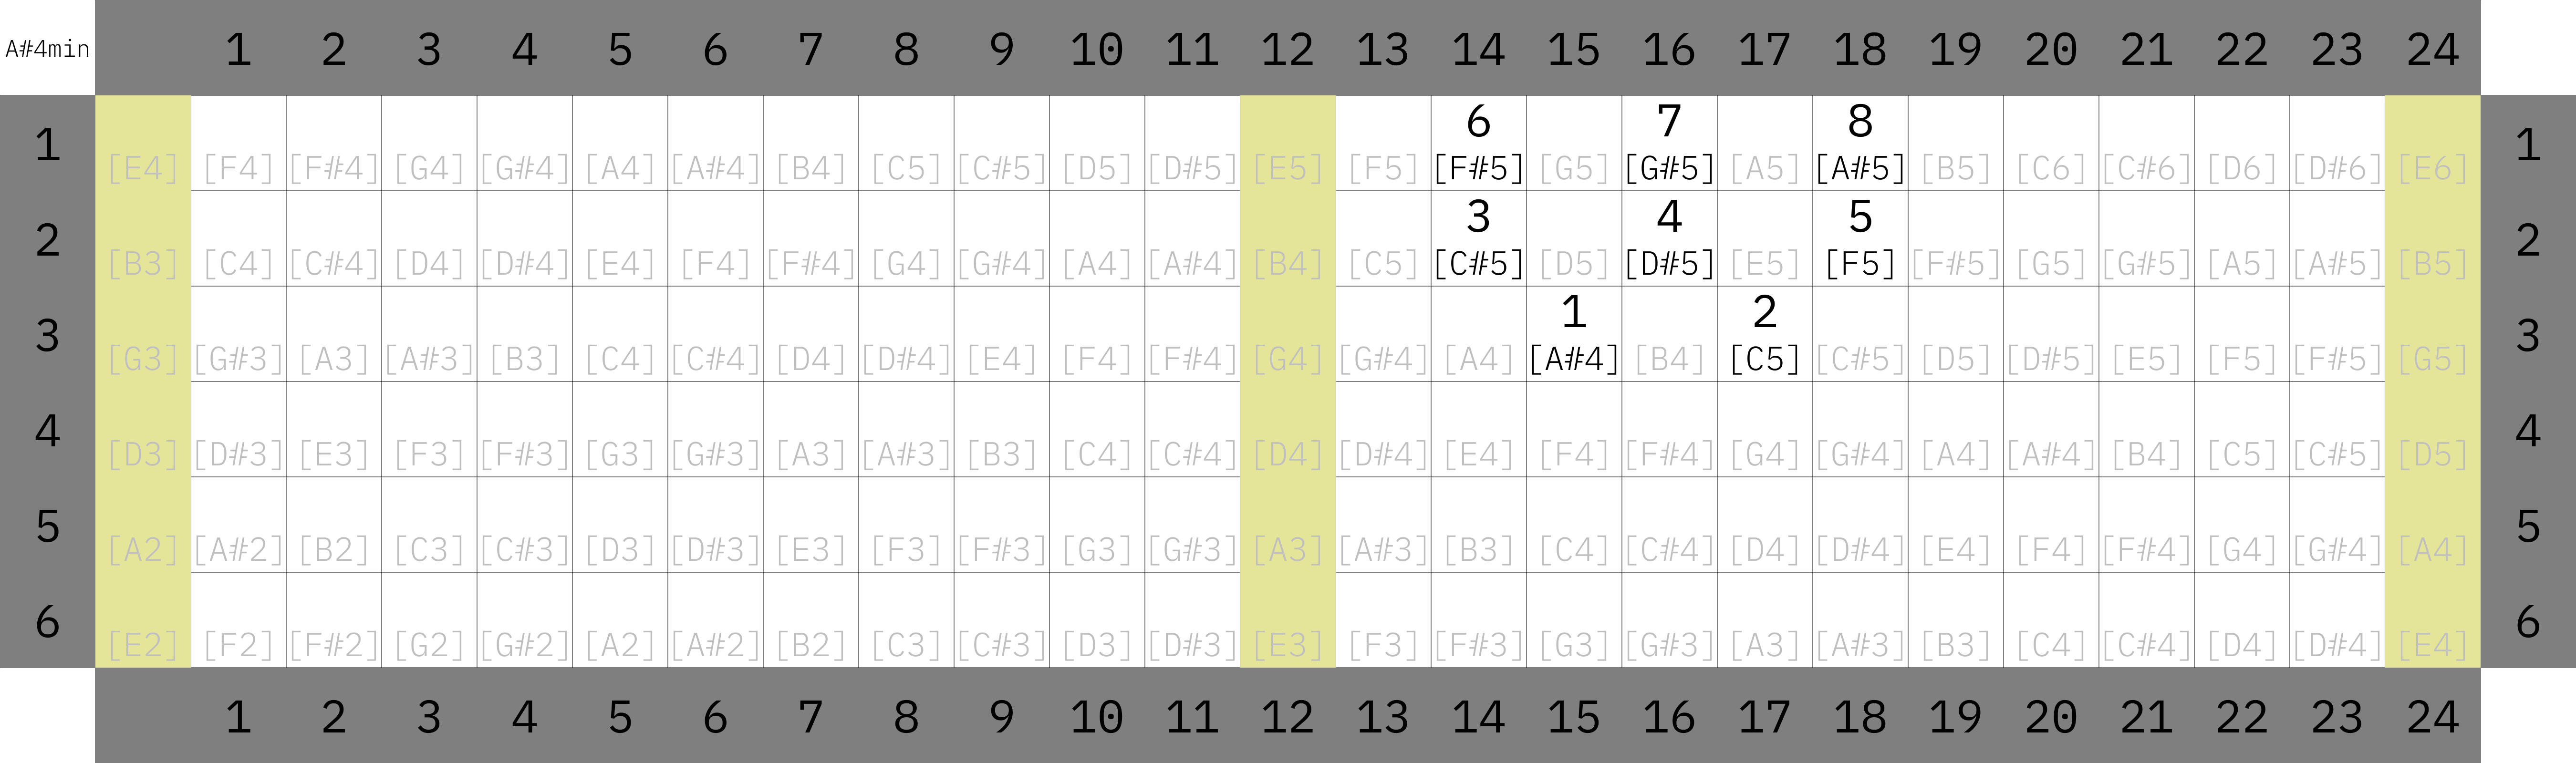 A#4min 1 2 3 4 5 6 7 8 9 10 11 12 13 14 15 16 17 18 19 20 21 22 23 24
6 7 8
1 [E4] [F4] [F#4] [G4] [G#4] [A4] [A#4] [B4] [C5] [C#5] [D5] [D#5] [E5] [F5] [F#5] [G5] [G#5] [A5] [A#5] [B5] [C6] [C#6] [D6] [D#6] [E6] 1
3 4 5
2 [B3] [C4] [C#4] [D4] [D#4] [E4] [F4] [F#4] [G4] [G#4] [A4] [A#4] [B4] [C5] [C#5] [D5] [D#5] [E5] [F5] [F#5] [G5] [G#5] [A5] [A#5] [B5] 2
1 2
3 [G3] [G#3] [A3] [A#3] [B3] [C4] [C#4] [D4] [D#4] [E4] [F4] [F#4] [G4] [G#4] [A4] [A#4] [B4] [C5] [C#5] [D5] [D#5] [E5] [F5] [F#5] [G5] 3
4 [D3] [D#3] [E3] [F3] [F#3] [G3] [G#3] [A3] [A#3] [B3] [C4] [C#4] [D4] [D#4] [E4] [F4] [F#4] [G4] [G#4] [A4] [A#4] [B4] [C5] [C#5] [D5] 4
5 [A2] [A#2] [B2] [C3] [C#3] [D3] [D#3] [E3] [F3] [F#3] [G3] [G#3] [A3] [A#3] [B3] [C4] [C#4] [D4] [D#4] [E4] [F4] [F#4] [G4] [G#4] [A4] 5
6 [E2] [F2] [F#2] [G2] [G#2] [A2] [A#2] [B2] [C3] [C#3] [D3] [D#3] [E3] [F3] [F#3] [G3] [G#3] [A3] [A#3] [B3] [C4] [C#4] [D4] [D#4] [E4] 6
1 2 3 4 5 6 7 8 9 10 11 12 13 14 15 16 17 18 19 20 21 22 23 24